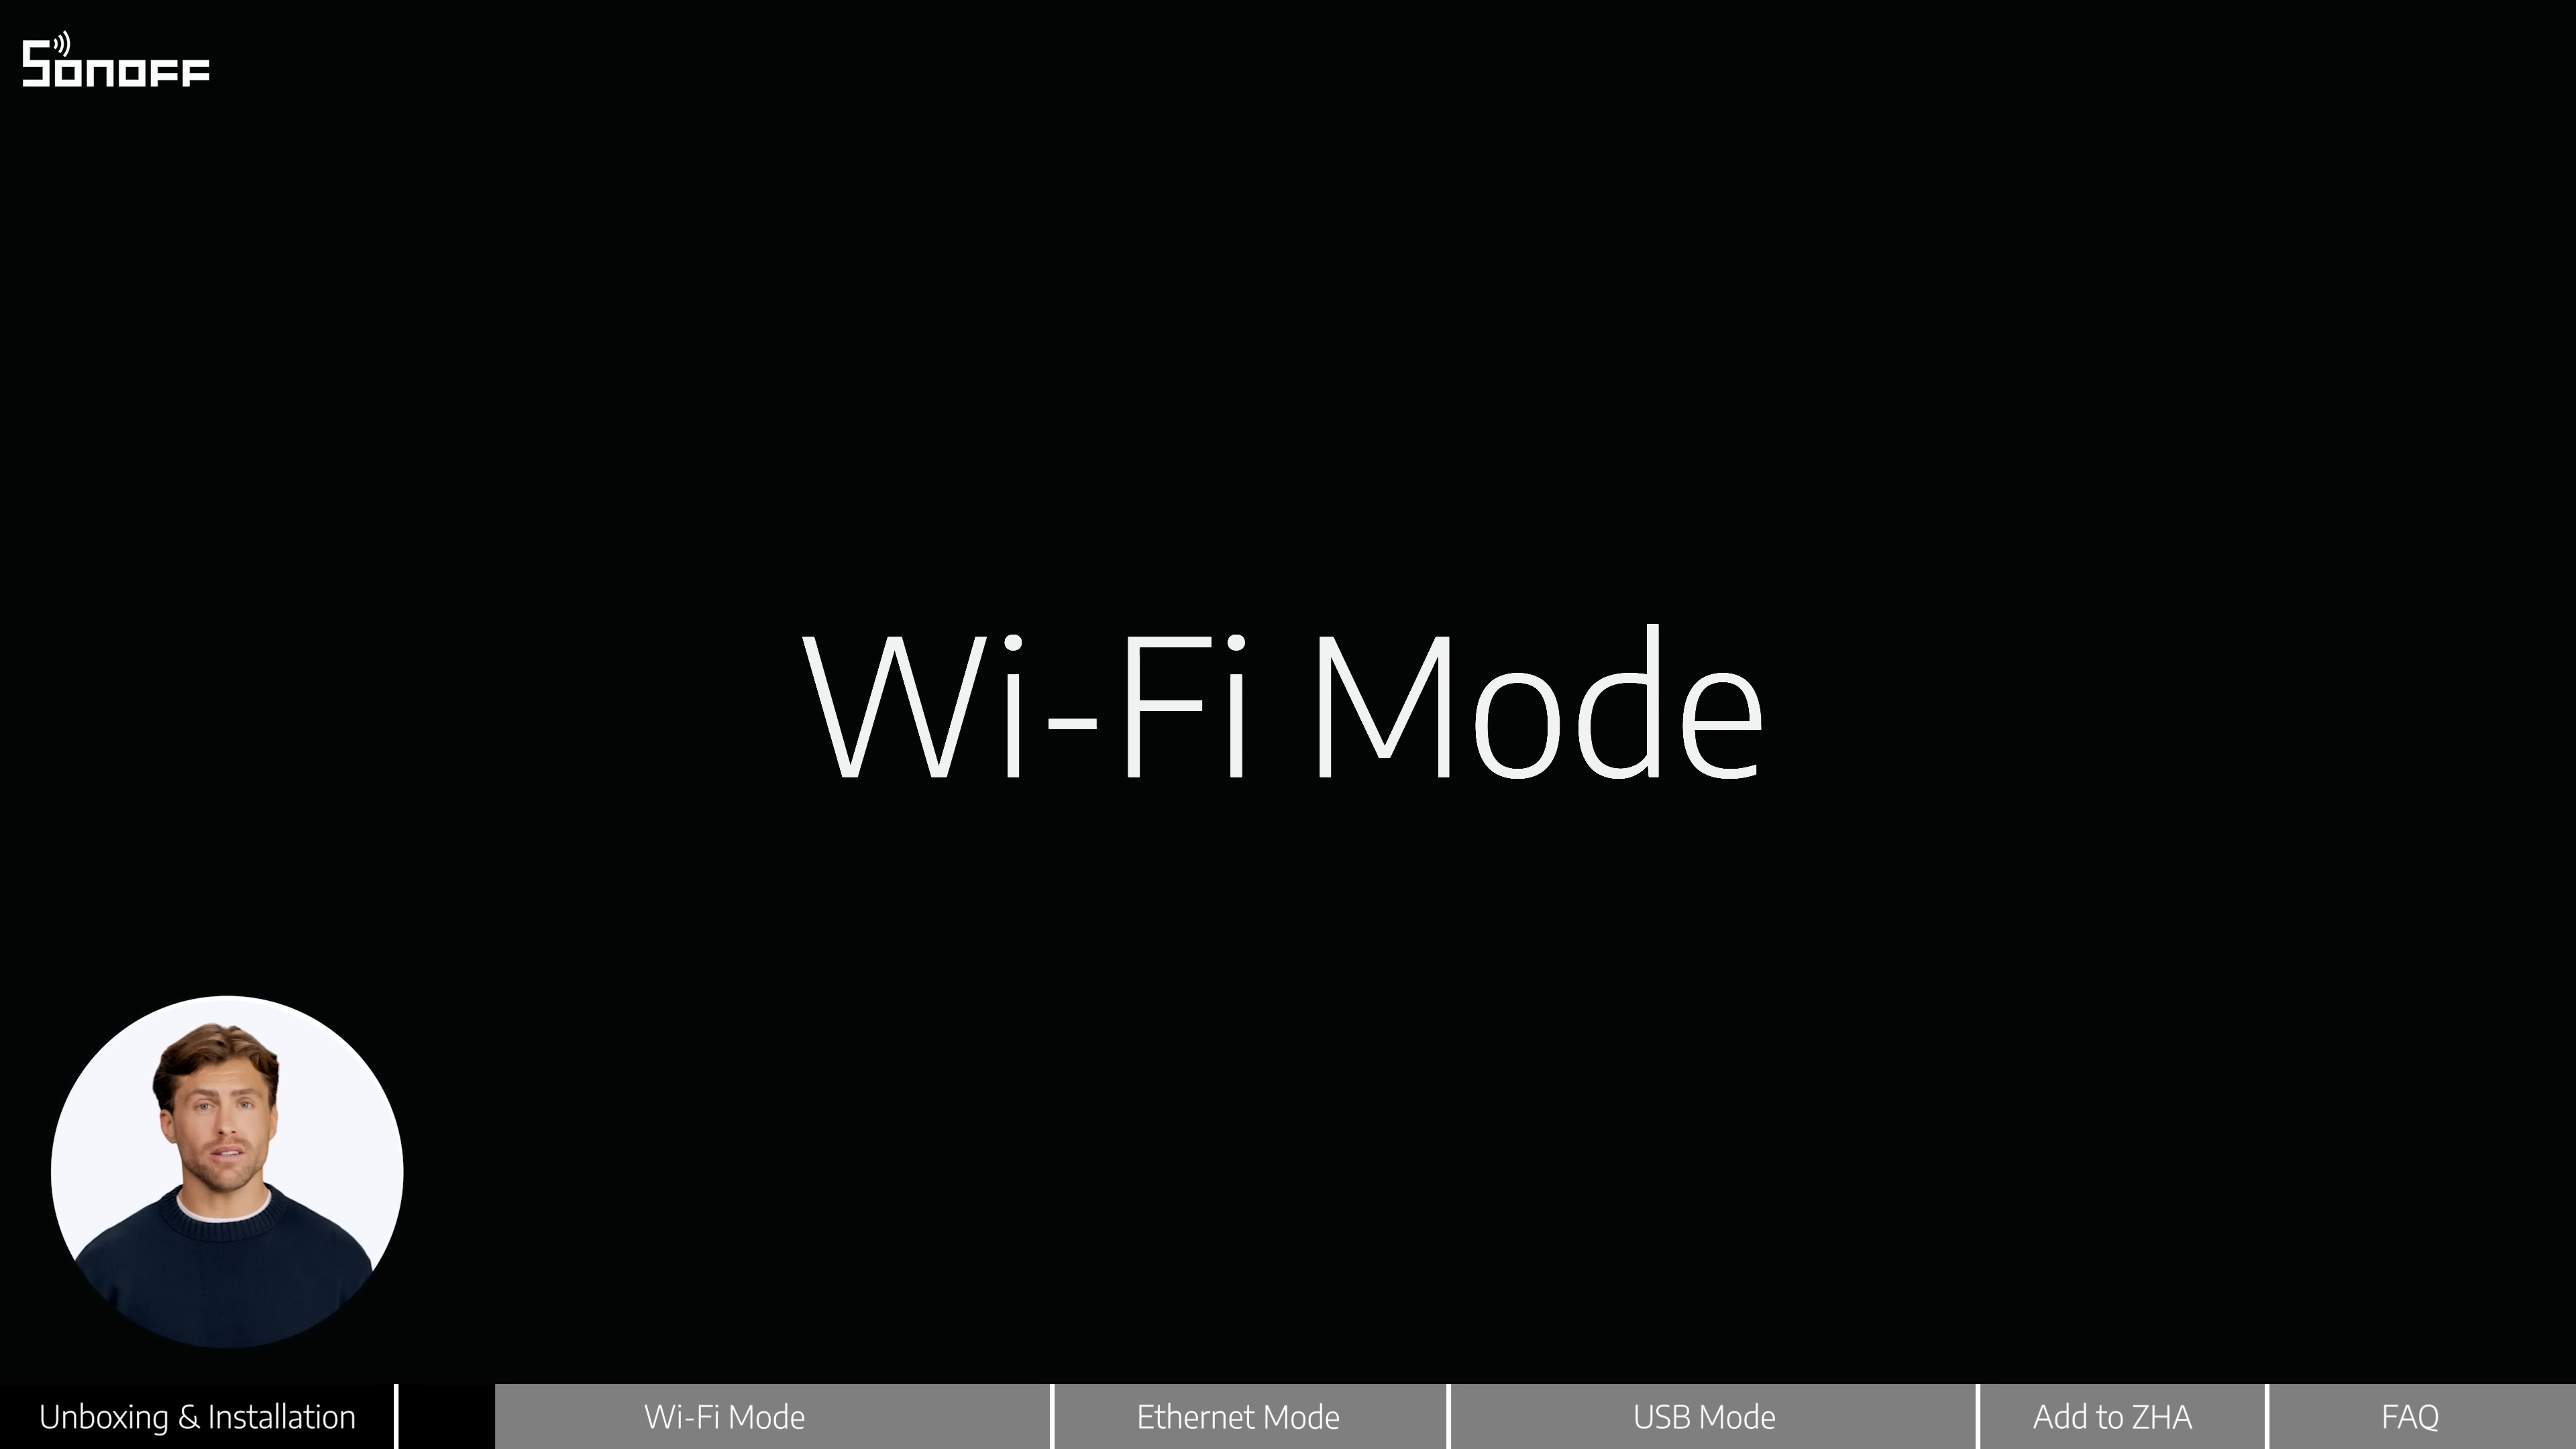 SONOFF
Wi-Fi Mode
Unboxing & Installation
Wi-Fi Mode
Ethernet Mode
USB Mode
Add to ZHA
FAQ